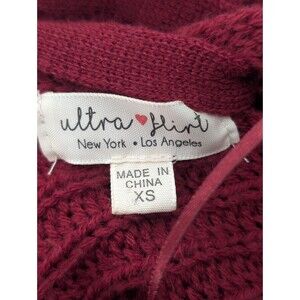 ultra flirt
New York • Los Angeles
MADE IN
CHINA
XS